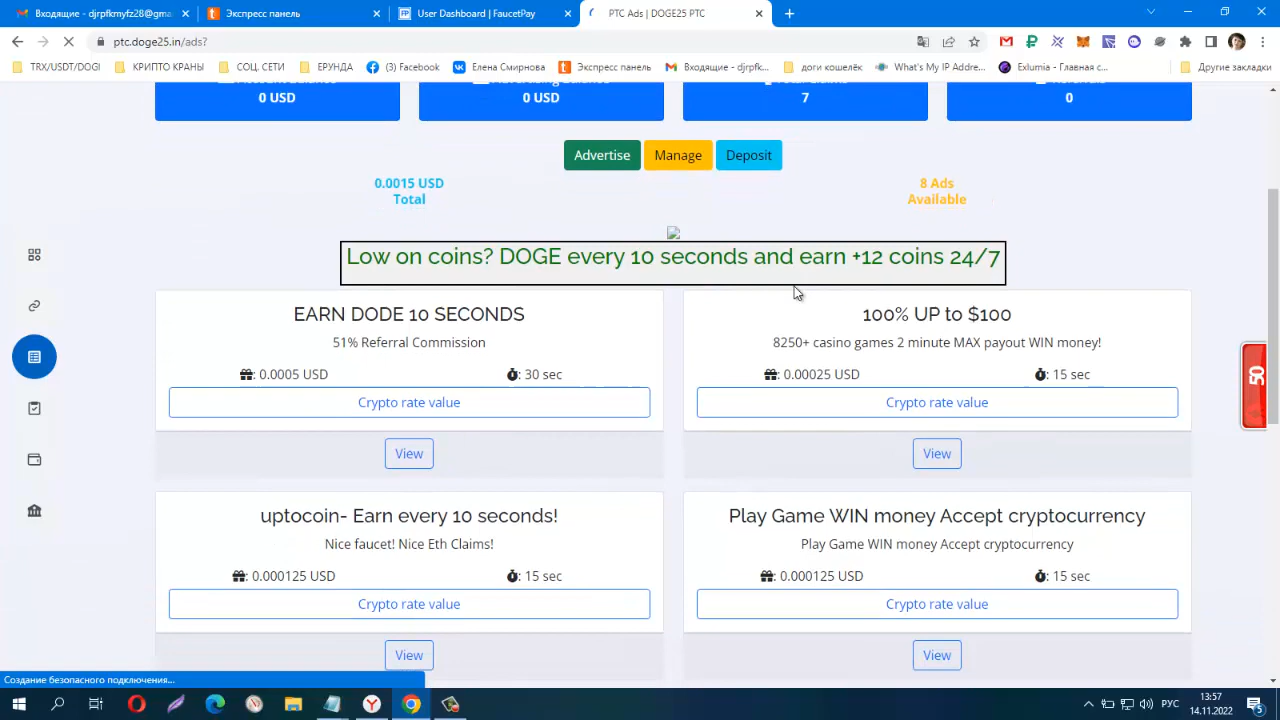 Входящие - djrpfkmyfz28@gma
Экспресс панель
User Dashboard | FaucetPay
PTC Ads | DOGE25 PTC
ptc.doge25.in/ads?
TRX/USDT/DOGI
КРИПТО КРАНЫ
СОЦ. СЕТИ
ЕРУНДА
(3) Facebook
Елена Смирнова
Экспресс панель
Входящие - djrpfk...
доги кошелёк
What's My IP Addre...
Exlumia - Главная с...
Другие закладки
0 USD
0 USD
7
0
Advertise
Manage
Deposit
0.0015 USD
Total
8 Ads
Available
Low on coins? DOGE every 10 seconds and earn +12 coins 24/7
EARN DODE 10 SECONDS
51% Referral Commission
: 0.0005 USD
: 30 sec
Crypto rate value
View
100% UP to $100
8250+ casino games 2 minute MAX payout WIN money!
: 0.00025 USD
: 15 sec
Crypto rate value
View
uptocoin- Earn every 10 seconds!
Nice faucet! Nice Eth Claims!
: 0.000125 USD
: 15 sec
Crypto rate value
View
Play Game WIN money Accept cryptocurrency
Play Game WIN money Accept cryptocurrency
: 0.000125 USD
: 15 sec
Crypto rate value
View
50
Создание безопасного подключения...
РУС
13:57
14.11.2022
5